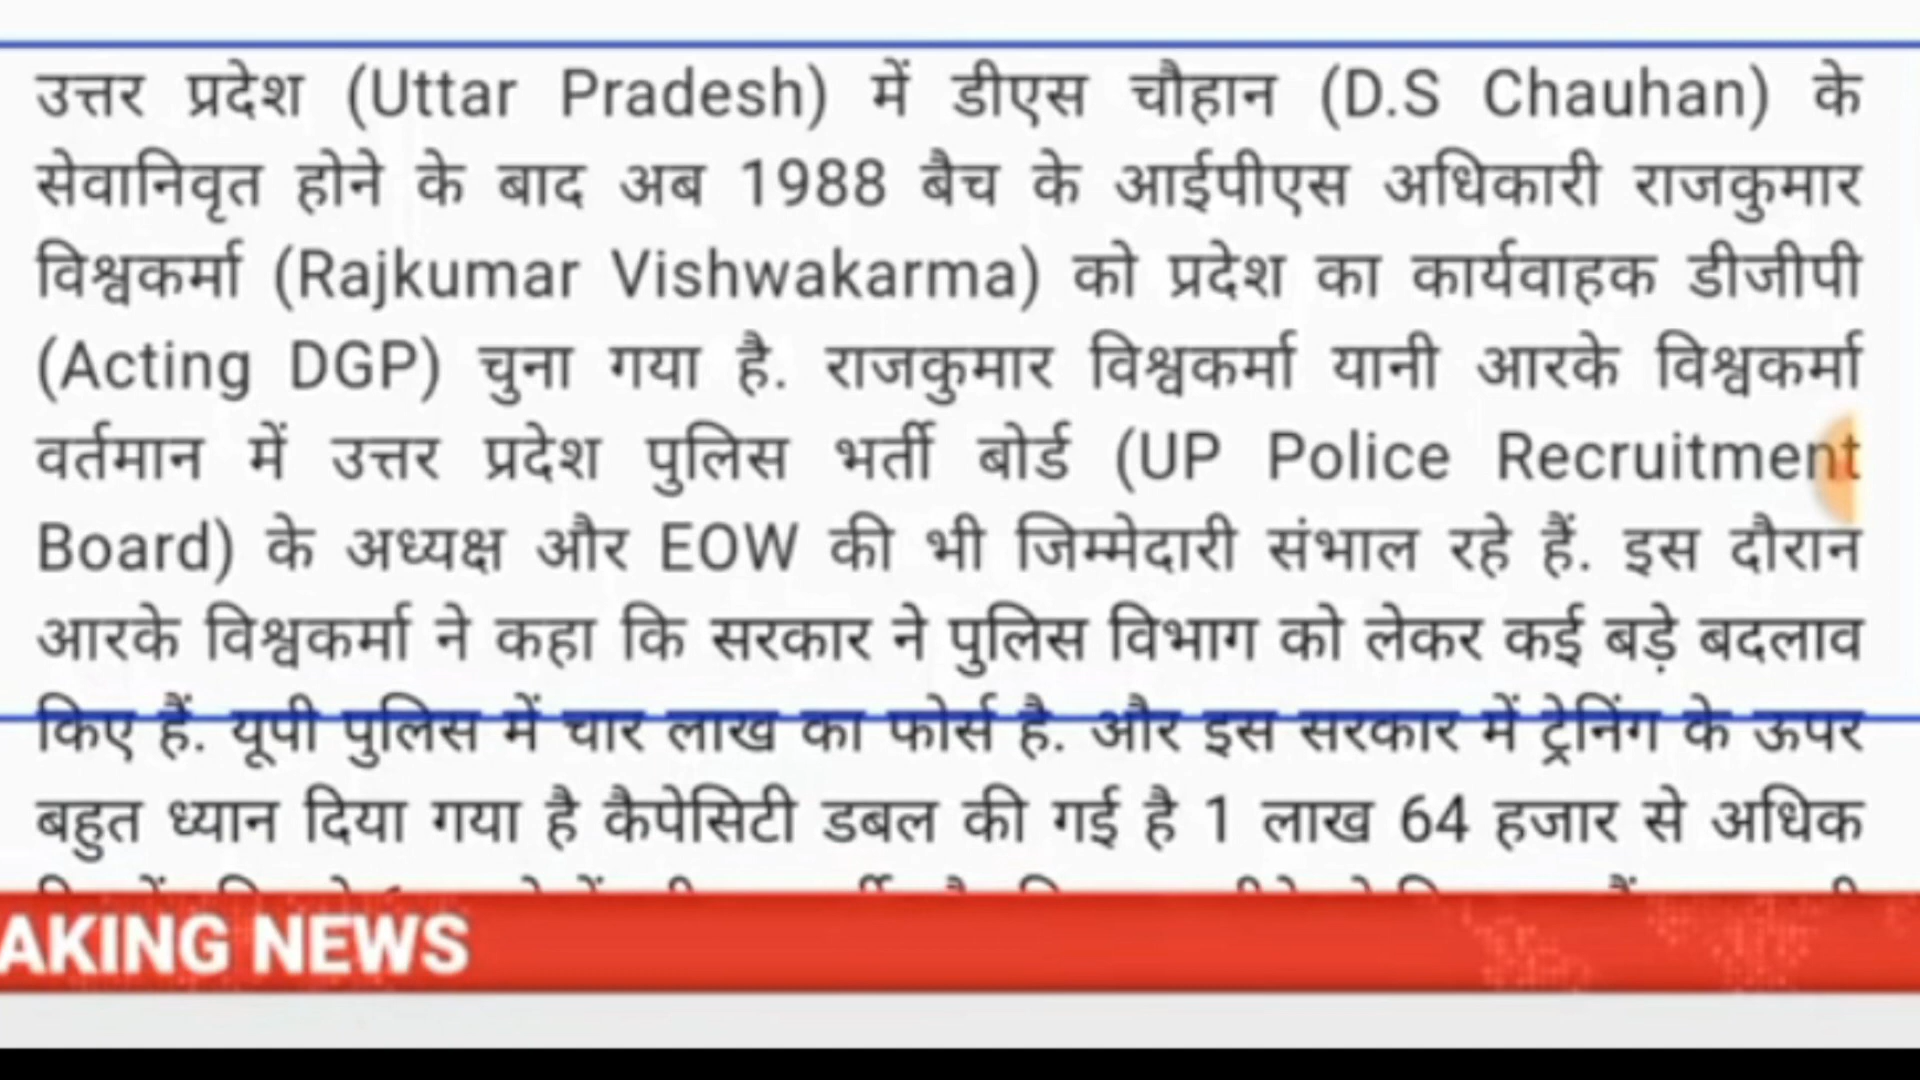 उत्तर प्रदेश (Uttar Pradesh) में डीएस चौहान (D.S Chauhan) के
सेवानिवृत होने के बाद अब 1988 बैच के आईपीएस अधिकारी राजकुमार
विश्वकर्मा (Rajkumar Vishwakarma) को प्रदेश का कार्यवाहक डीजीपी
(Acting DGP) चुना गया है. राजकुमार विश्वकर्मा यानी आरके विश्वकर्मा
वर्तमान में उत्तर प्रदेश पुलिस भर्ती बोर्ड (UP Police Recruitment
Board) के अध्यक्ष और EOW की भी जिम्मेदारी संभाल रहे हैं. इस दौरान
आरके विश्वकर्मा ने कहा कि सरकार ने पुलिस विभाग को लेकर कई बड़े बदलाव
किए हैं. यूपी पुलिस में चार लाख का फोर्स है. और इस सरकार में ट्रेनिंग के ऊपर
बहुत ध्यान दिया गया है कैपेसिटी डबल की गई है 1 लाख 64 हजार से अधिक
AKING NEWS